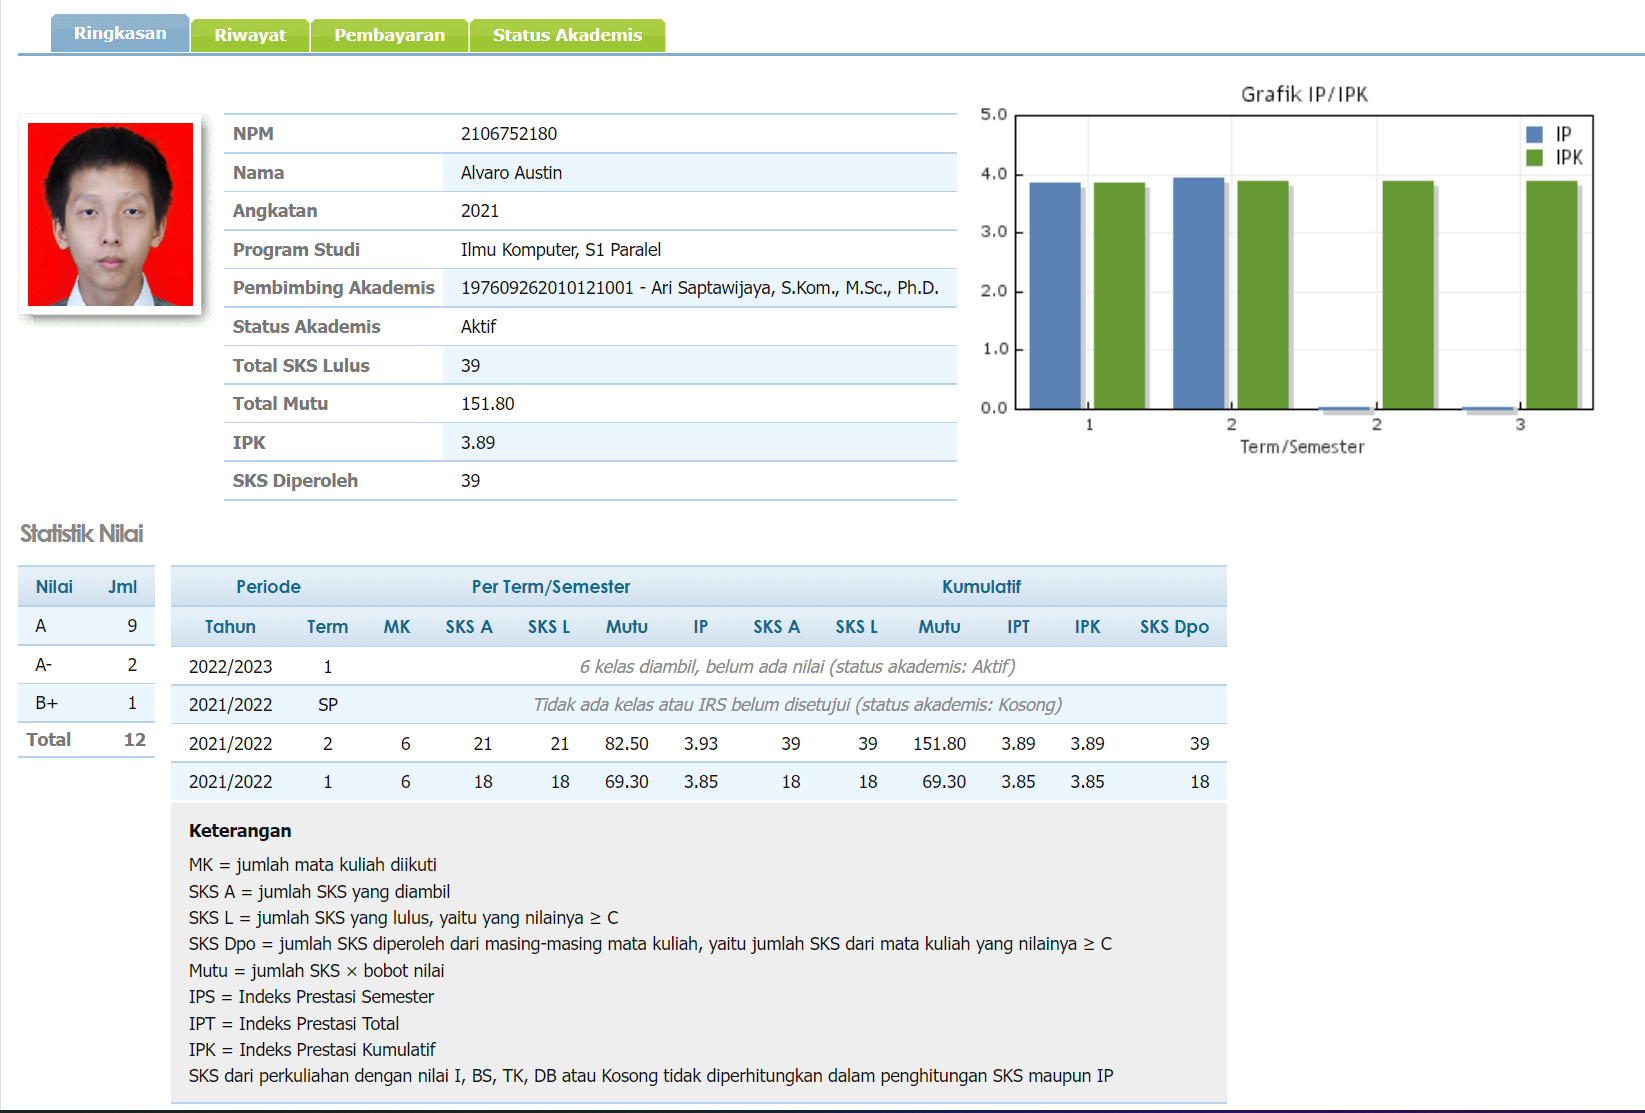 Ringkasan Riwayat Pembayaran Status Akademis
NPM 2106752180
Nama Alvaro Austin
Angkatan 2021
Program Studi Ilmu Komputer, S1 Paralel
Pembimbing Akademis 197609262010121001 - Ari Saptawijaya, S.Kom., M.Sc., Ph.D.
Status Akademis Aktif
Total SKS Lulus 39
Total Mutu 151.80
IPK 3.89
SKS Diperoleh 39
Grafik IP/IPK
5.0
4.0
3.0
2.0
1.0
0.0
IP
IPK
1 2 2 3
Term/Semester
Statistik Nilai
Nilai Jml
A 9
A- 2
B+ 1
Total 12
Periode Per Term/Semester Kumulatif
Tahun Term MK SKS A SKS L Mutu IP SKS A SKS L Mutu IPT IPK SKS Dpo
2022/2023 1 6 kelas diambil, belum ada nilai (status akademis: Aktif)
2021/2022 SP Tidak ada kelas atau IRS belum disetujui (status akademis: Kosong)
2021/2022 2 6 21 21 82.50 3.93 39 39 151.80 3.89 3.89 39
2021/2022 1 6 18 18 69.30 3.85 18 18 69.30 3.85 3.85 18
Keterangan
MK = jumlah mata kuliah diikuti
SKS A = jumlah SKS yang diambil
SKS L = jumlah SKS yang lulus, yaitu yang nilainya ≥ C
SKS Dpo = jumlah SKS diperoleh dari masing-masing mata kuliah, yaitu jumlah SKS dari mata kuliah yang nilainya ≥ C
Mutu = jumlah SKS × bobot nilai
IPS = Indeks Prestasi Semester
IPT = Indeks Prestasi Total
IPK = Indeks Prestasi Kumulatif
SKS dari perkuliahan dengan nilai I, BS, TK, DB atau Kosong tidak diperhitungkan dalam penghitungan SKS maupun IP